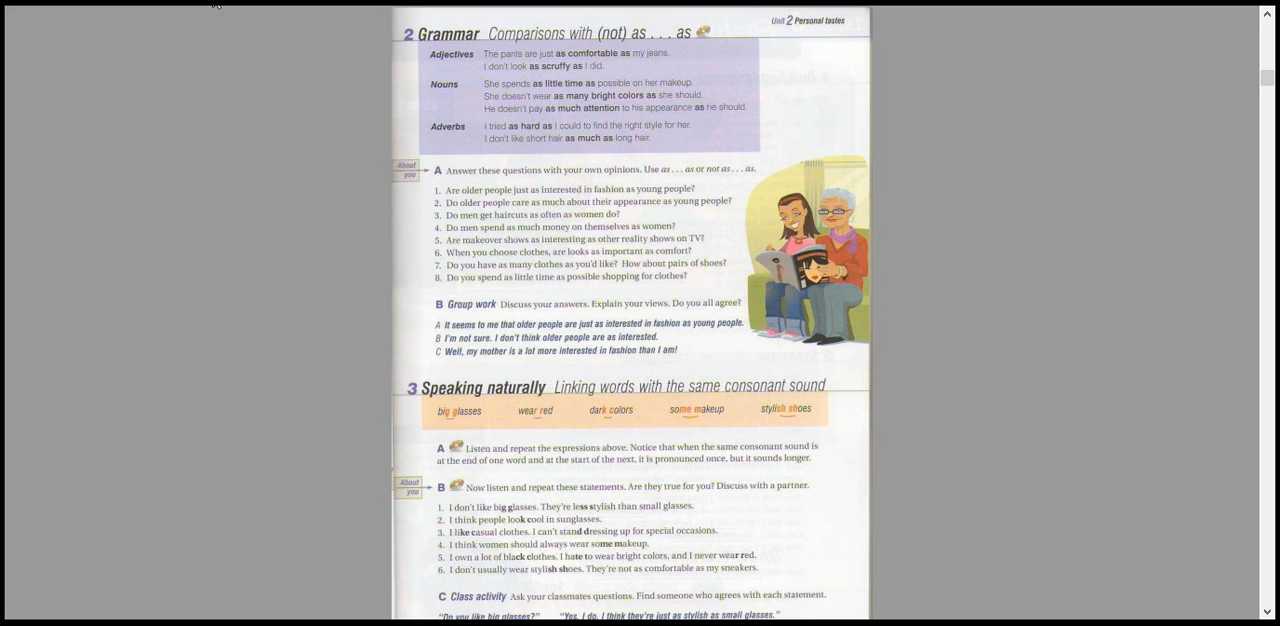 Unit 2 Personal tastes
2 Grammar Comparisons with (not) as . . . as
Adjectives The pants are just as comfortable as my jeans.
I don't look as scruffy as I did.
Nouns She spends as little time as possible on her makeup.
She doesn't wear as many bright colors as she should.
He doesn't pay as much attention to his appearance as he should.
Adverbs I tried as hard as I could to find the right style for her.
I don't like short hair as much as long hair.
About you
A Answer these questions with your own opinions. Use as . . . as or not as . . . as.
1. Are older people just as interested in fashion as young people?
2. Do older people care as much about their appearance as young people?
3. Do men get haircuts as often as women do?
4. Do men spend as much money on themselves as women?
5. Are makeover shows as interesting as other reality shows on TV?
6. When you choose clothes, are looks as important as comfort?
7. Do you have as many clothes as you'd like? How about pairs of shoes?
8. Do you spend as little time as possible shopping for clothes?
B Group work Discuss your answers. Explain your views. Do you all agree?
A It seems to me that older people are just as interested in fashion as young people.
B I'm not sure. I don't think older people are as interested.
C Well, my mother is a lot more interested in fashion than I am!
3 Speaking naturally Linking words with the same consonant sound
big glasses wear red dark colors some makeup stylish shoes
A Listen and repeat the expressions above. Notice that when the same consonant sound is
at the end of one word and at the start of the next, it is pronounced once, but it sounds longer.
About you
B Now listen and repeat these statements. Are they true for you? Discuss with a partner.
1. I don't like big glasses. They're less stylish than small glasses.
2. I think people look cool in sunglasses.
3. I like casual clothes. I can't stand dressing up for special occasions.
4. I think women should always wear some makeup.
5. I own a lot of black clothes. I hate to wear bright colors, and I never wear red.
6. I don't usually wear stylish shoes. They're not as comfortable as my sneakers.
C Class activity Ask your classmates questions. Find someone who agrees with each statement.
"Do you like big glasses?" "Yes, I do. I think they're just as stylish as small glasses."